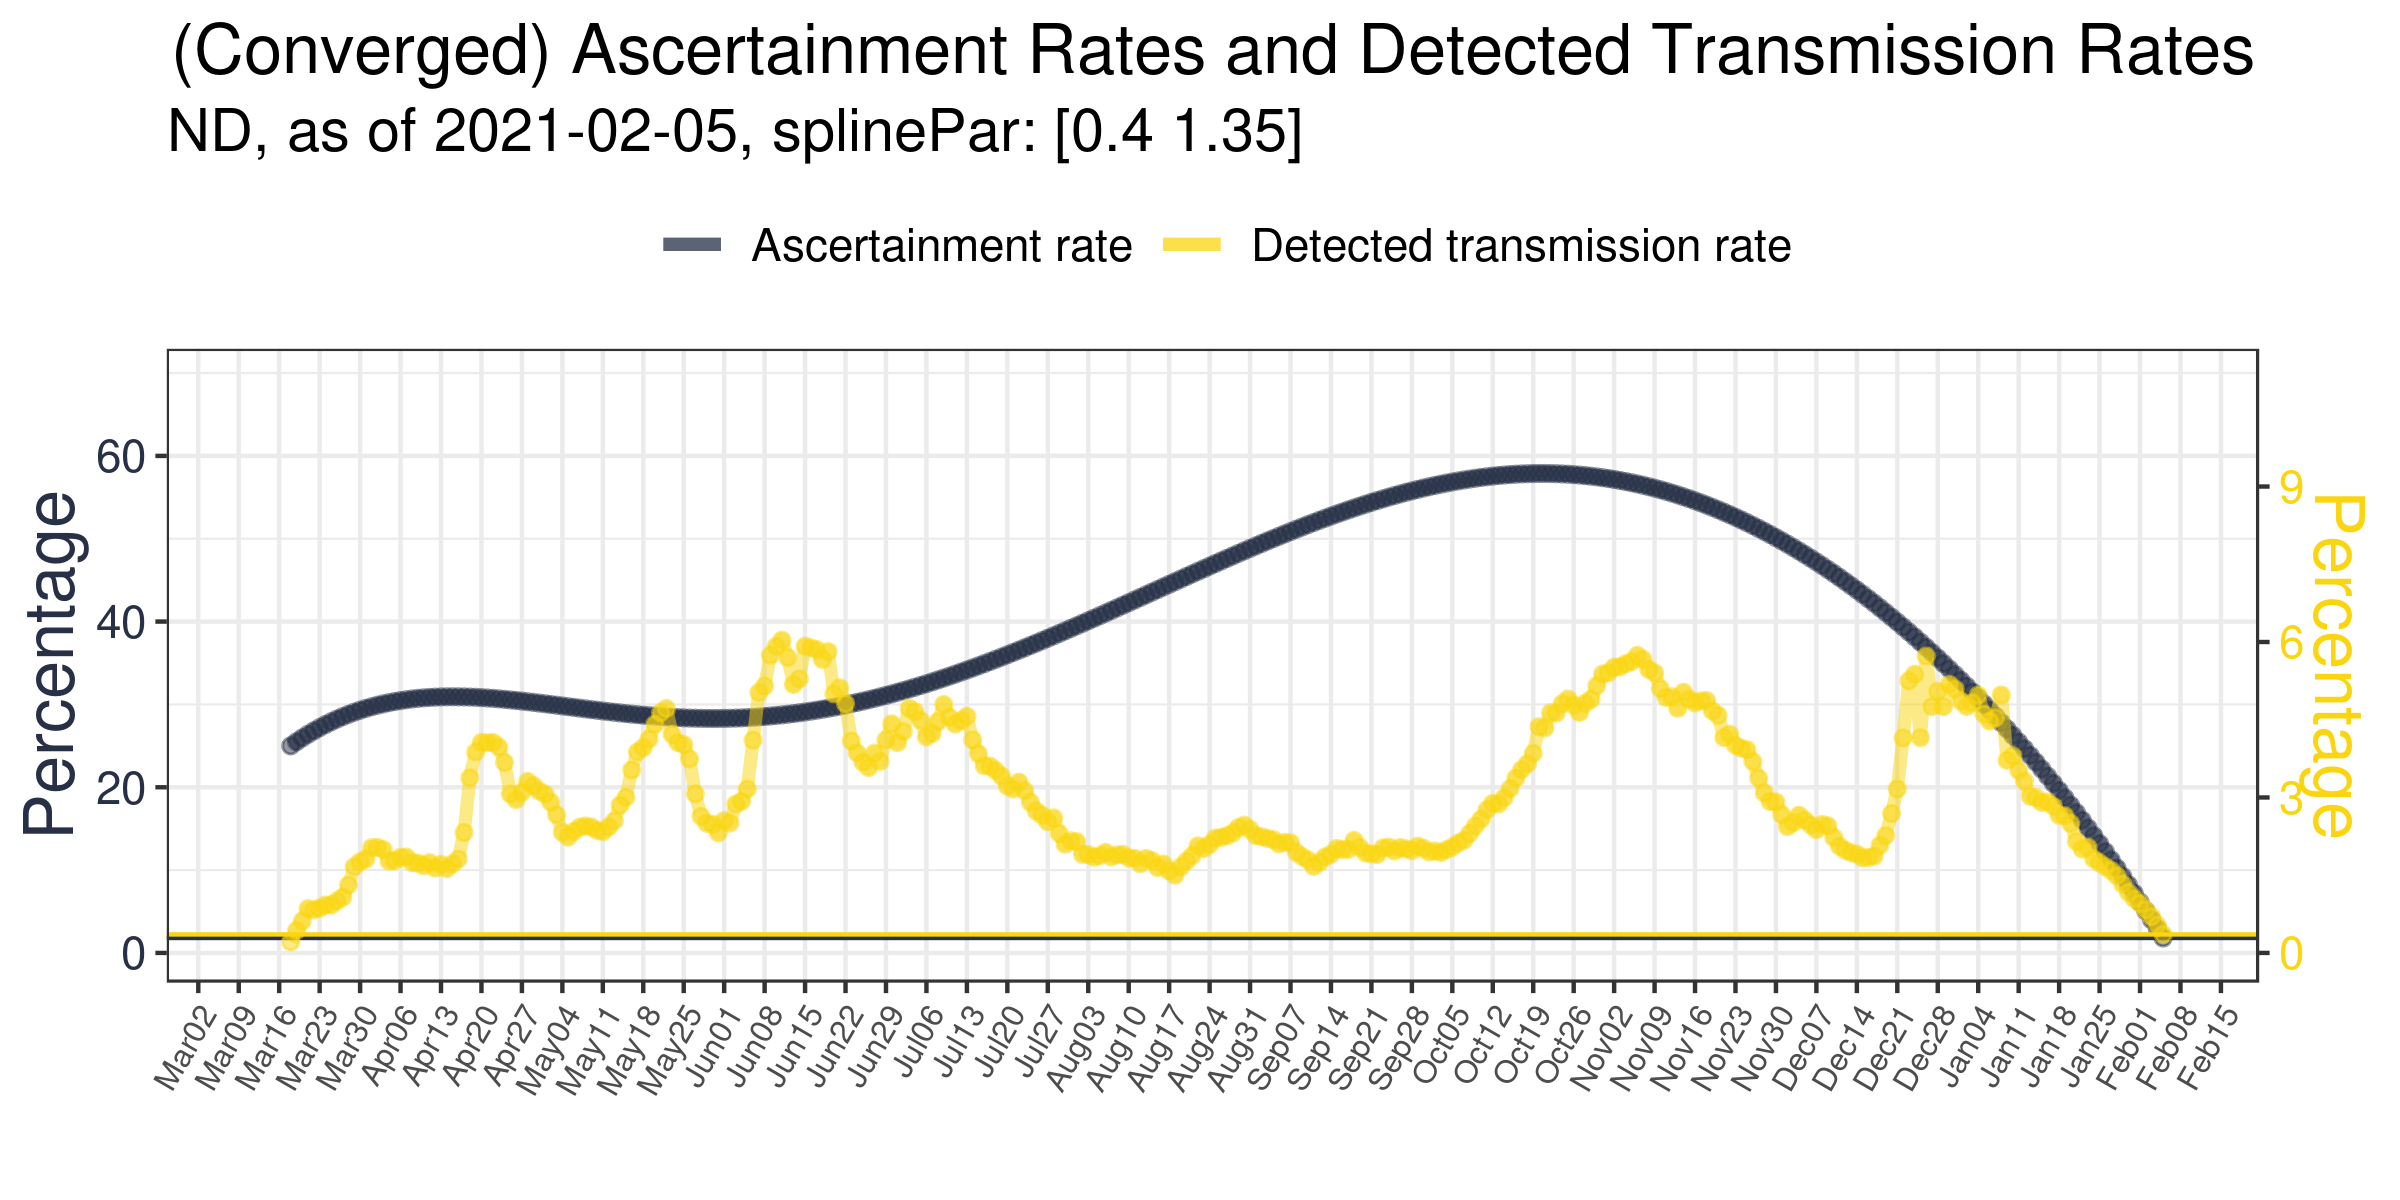 (Converged) Ascertainment Rates and Detected Transmission Rates
ND, as of 2021-02-05, splinePar: [0.4 1.35]
Ascertainment rate Detected transmission rate
Percentage
60
40
20
0
9
6
3
0
Percentage
Mar02 Mar09 Mar16 Mar23 Mar30 Apr06 Apr13 Apr20 Apr27 May04 May11 May18 May25 Jun01 Jun08 Jun15 Jun22 Jun29 Jul06 Jul13 Jul20 Jul27 Aug03 Aug10 Aug17 Aug24 Aug31 Sep07 Sep14 Sep21 Sep28 Oct05 Oct12 Oct19 Oct26 Nov02 Nov09 Nov16 Nov23 Nov30 Dec07 Dec14 Dec21 Dec28 Jan04 Jan11 Jan18 Jan25 Feb01 Feb08 Feb15